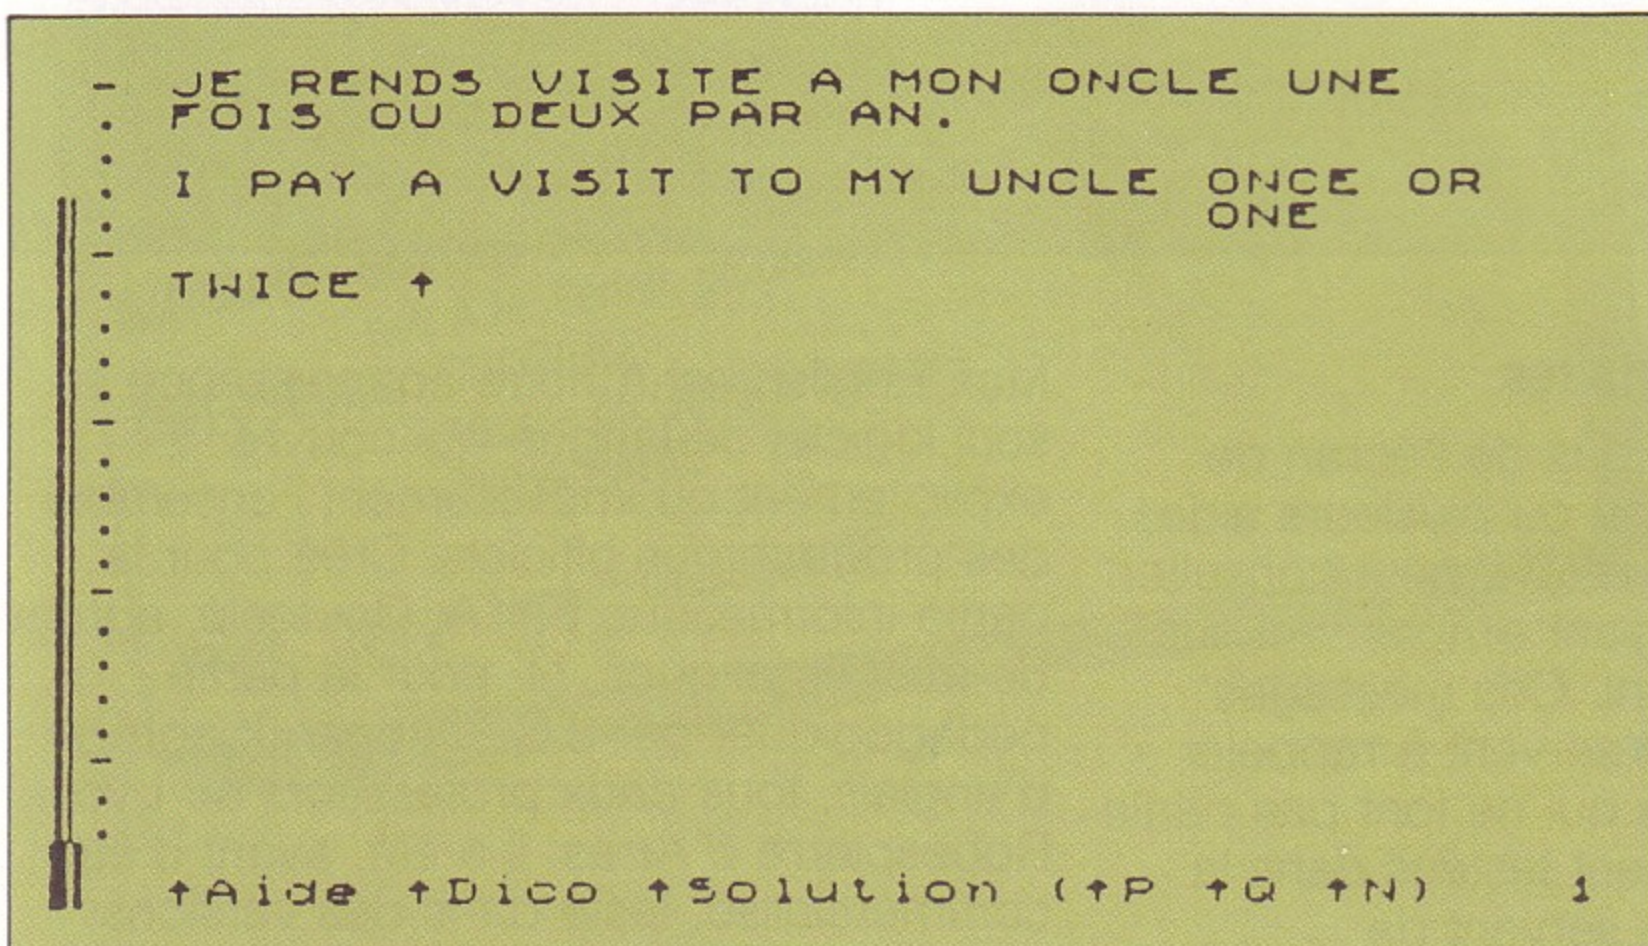 JE RENDS VISITE A MON ONCLE UNE
FOIS OU DEUX PAR AN.
I PAY A VISIT TO MY UNCLE ONCE OR
ONE
TWICE ↑
↑Aide ↑Dico ↑Solution (↑P ↑Q ↑N) 1